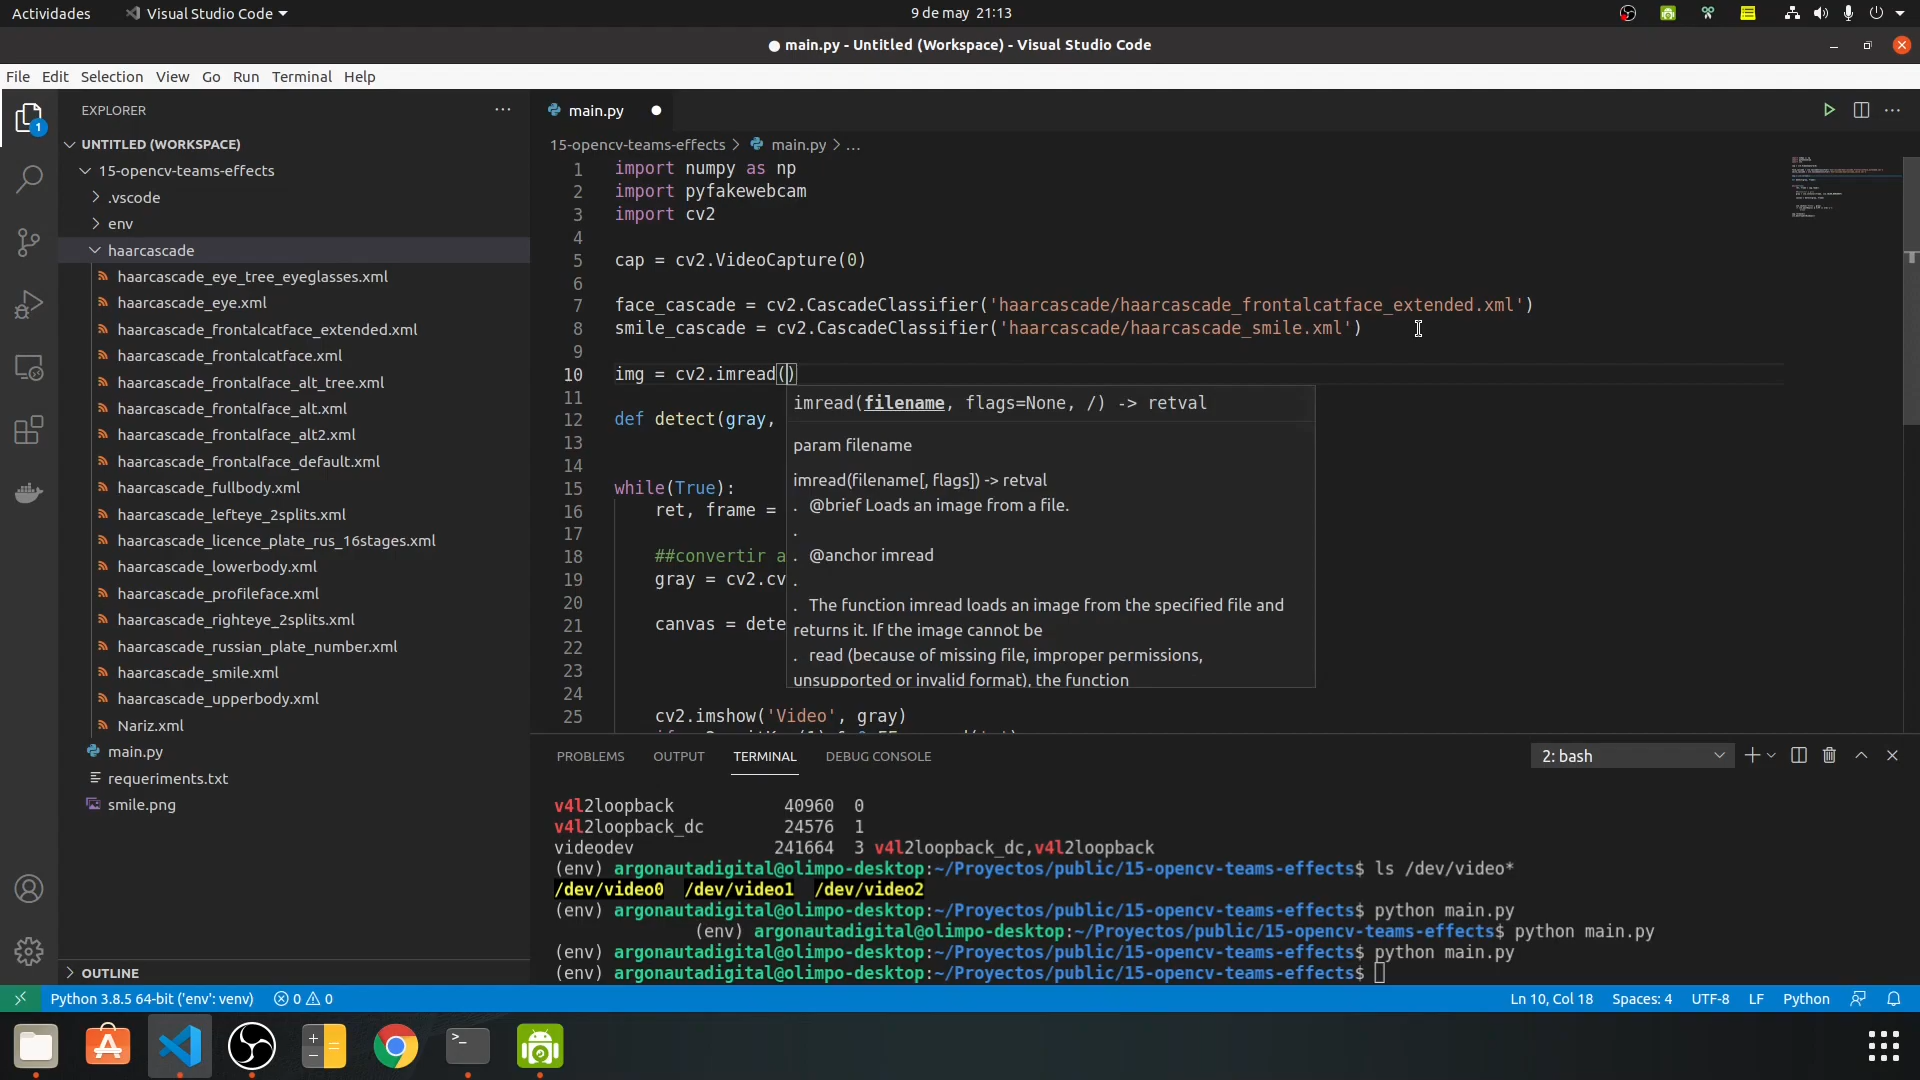 Actividades
Visual Studio Code
9 de may 21:13
● main.py - Untitled (Workspace) - Visual Studio Code
File Edit Selection View Go Run Terminal Help
1
EXPLORER
UNTITLED (WORKSPACE)
15-opencv-teams-effects
.vscode
env
haarcascade
haarcascade_eye_tree_eyeglasses.xml
haarcascade_eye.xml
haarcascade_frontalcatface_extended.xml
haarcascade_frontalcatface.xml
haarcascade_frontalface_alt_tree.xml
haarcascade_frontalface_alt.xml
haarcascade_frontalface_alt2.xml
haarcascade_frontalface_default.xml
haarcascade_fullbody.xml
haarcascade_lefteye_2splits.xml
haarcascade_licence_plate_rus_16stages.xml
haarcascade_lowerbody.xml
haarcascade_profileface.xml
haarcascade_righteye_2splits.xml
haarcascade_russian_plate_number.xml
haarcascade_smile.xml
haarcascade_upperbody.xml
Nariz.xml
main.py
requeriments.txt
smile.png
OUTLINE
main.py
15-opencv-teams-effects > main.py > ...
1 import numpy as np
2 import pyfakewebcam
3 import cv2
4
5 cap = cv2.VideoCapture(0)
6
7 face_cascade = cv2.CascadeClassifier('haarcascade/haarcascade_frontalcatface_extended.xml')
8 smile_cascade = cv2.CascadeClassifier('haarcascade/haarcascade_smile.xml')
9
10 img = cv2.imread()
11
12 def detect(gray,
13
14
15 while(True):
16 ret, frame =
17
18 ##convertir a
19 gray = cv2.cv
20
21 canvas = dete
22
23
24
25 cv2.imshow('Video', gray)
imread(filename, flags=None, /) -> retval
param filename
imread(filename[, flags]) -> retval
. @brief Loads an image from a file.
.
. @anchor imread
.
. The function imread loads an image from the specified file and
returns it. If the image cannot be
. read (because of missing file, improper permissions,
unsupported or invalid format), the function
PROBLEMS OUTPUT TERMINAL DEBUG CONSOLE
2: bash
v4l2loopback 40960 0
v4l2loopback_dc 24576 1
videodev 241664 3 v4l2loopback_dc,v4l2loopback
(env) argonautadigital@olimpo-desktop:~/Proyectos/public/15-opencv-teams-effects$ ls /dev/video*
/dev/video0 /dev/video1 /dev/video2
(env) argonautadigital@olimpo-desktop:~/Proyectos/public/15-opencv-teams-effects$ python main.py
(env) argonautadigital@olimpo-desktop:~/Proyectos/public/15-opencv-teams-effects$ python main.py
(env) argonautadigital@olimpo-desktop:~/Proyectos/public/15-opencv-teams-effects$ python main.py
(env) argonautadigital@olimpo-desktop:~/Proyectos/public/15-opencv-teams-effects$
Python 3.8.5 64-bit ('env': venv) 0 0
Ln 10, Col 18 Spaces: 4 UTF-8 LF Python